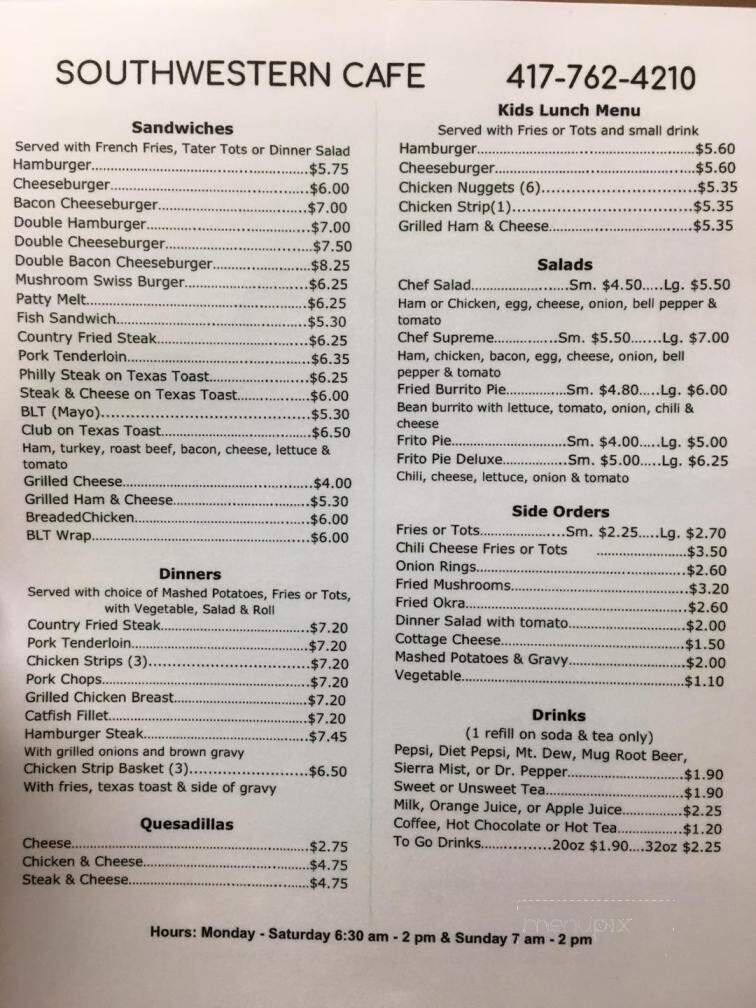 SOUTHWESTERN CAFE 417-762-4210
Sandwiches
Served with French Fries, Tater Tots or Dinner Salad
Hamburger..........$5.75
Cheeseburger..........$6.00
Bacon Cheeseburger..........$7.00
Double Hamburger..........$7.00
Double Cheeseburger..........$7.50
Double Bacon Cheeseburger..........$8.25
Mushroom Swiss Burger..........$6.25
Patty Melt..........$6.25
Fish Sandwich..........$5.30
Country Fried Steak..........$6.25
Pork Tenderloin..........$6.35
Philly Steak on Texas Toast..........$6.25
Steak & Cheese on Texas Toast..........$6.00
BLT (Mayo)..........$5.30
Club on Texas Toast..........$6.50
Ham, turkey, roast beef, bacon, cheese, lettuce &
tomato
Grilled Cheese..........$4.00
Grilled Ham & Cheese..........$5.30
BreadedChicken..........$6.00
BLT Wrap..........$6.00
Dinners
Served with choice of Mashed Potatoes, Fries or Tots,
with Vegetable, Salad & Roll
Country Fried Steak..........$7.20
Pork Tenderloin..........$7.20
Chicken Strips (3)..........$7.20
Pork Chops..........$7.20
Grilled Chicken Breast..........$7.20
Catfish Fillet..........$7.20
Hamburger Steak..........$7.45
With grilled onions and brown gravy
Chicken Strip Basket (3)..........$6.50
With fries, texas toast & side of gravy
Quesadillas
Cheese..........$2.75
Chicken & Cheese..........$4.75
Steak & Cheese..........$4.75
Kids Lunch Menu
Served with Fries or Tots and small drink
Hamburger..........$5.60
Cheeseburger..........$5.60
Chicken Nuggets (6)..........$5.35
Chicken Strip(1)..........$5.35
Grilled Ham & Cheese..........$5.35
Salads
Chef Salad..........Sm. $4.50.....Lg. $5.50
Ham or Chicken, egg, cheese, onion, bell pepper &
tomato
Chef Supreme..........Sm. $5.50.......Lg. $7.00
Ham, chicken, bacon, egg, cheese, onion, bell
pepper & tomato
Fried Burrito Pie..........Sm. $4.80.....Lg. $6.00
Bean burrito with lettuce, tomato, onion, chili &
cheese
Frito Pie..........Sm. $4.00.....Lg. $5.00
Frito Pie Deluxe..........Sm. $5.00.....Lg. $6.25
Chili, cheese, lettuce, onion & tomato
Side Orders
Fries or Tots..........Sm. $2.25.....Lg. $2.70
Chili Cheese Fries or Tots ..........$3.50
Onion Rings..........$2.60
Fried Mushrooms..........$3.20
Fried Okra..........$2.60
Dinner Salad with tomato..........$2.00
Cottage Cheese..........$1.50
Mashed Potatoes & Gravy..........$2.00
Vegetable..........$1.10
Drinks
(1 refill on soda & tea only)
Pepsi, Diet Pepsi, Mt. Dew, Mug Root Beer,
Sierra Mist, or Dr. Pepper..........$1.90
Sweet or Unsweet Tea..........$1.90
Milk, Orange Juice, or Apple Juice..........$2.25
Coffee, Hot Chocolate or Hot Tea..........$1.20
To Go Drinks..........20oz $1.90....32oz $2.25
menupix
Hours: Monday - Saturday 6:30 am - 2 pm & Sunday 7 am - 2 pm